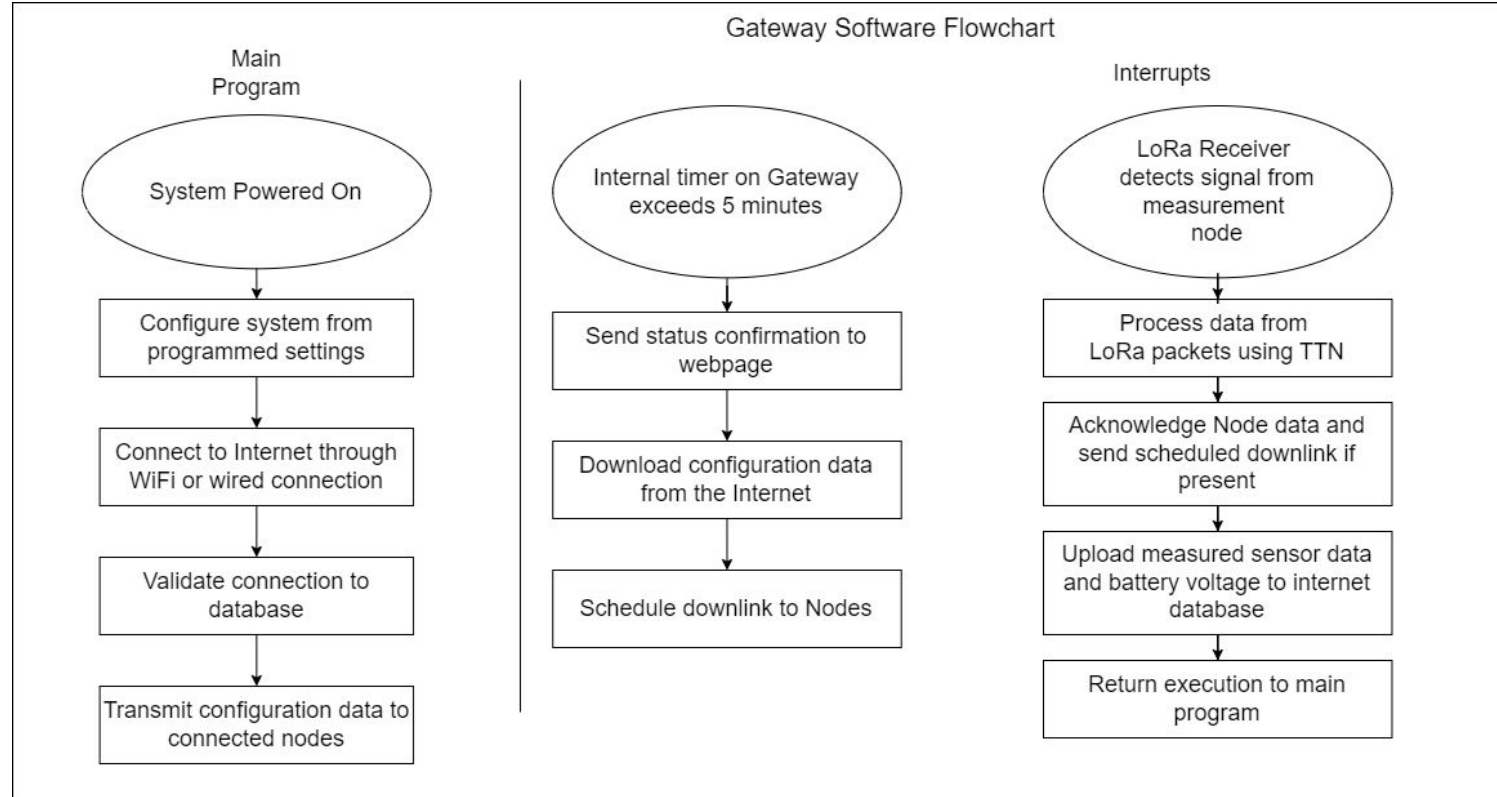 Gateway Software Flowchart
Main
Program
System Powered On
Configure system from
programmed settings
Connect to Internet through
WiFi or wired connection
Validate connection to
database
Transmit configuration data to
connected nodes
Internal timer on Gateway
exceeds 5 minutes
Send status confirmation to
webpage
Download configuration data
from the Internet
Schedule downlink to Nodes
Interrupts
LoRa Receiver
detects signal from
measurement
node
Process data from
LoRa packets using TTN
Acknowledge Node data and
send scheduled downlink if
present
Upload measured sensor data
and battery voltage to internet
database
Return execution to main
program